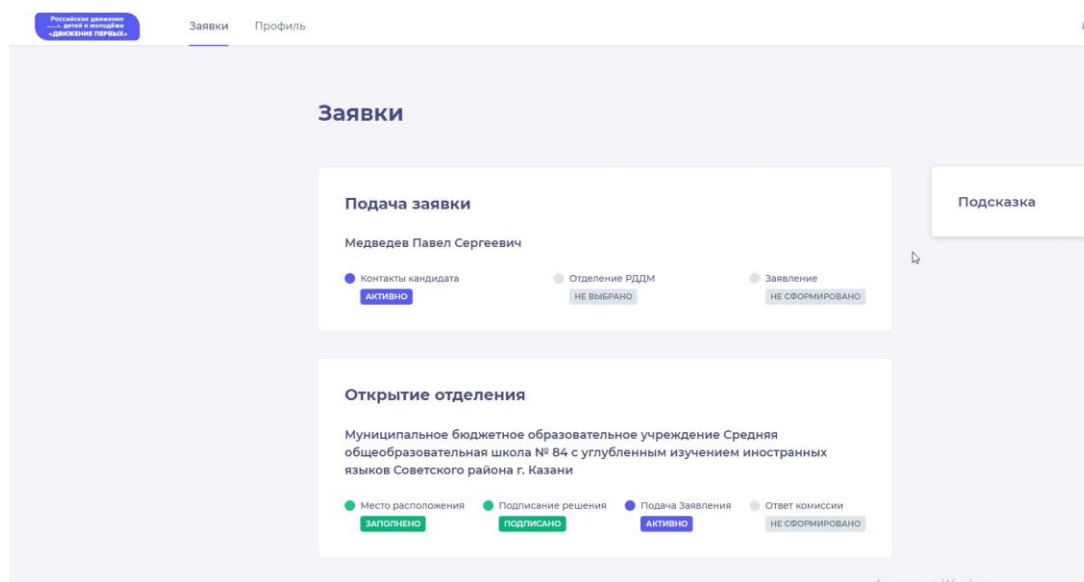 Российское движение
детей и молодёжи
«ДВИЖЕНИЕ ПЕРВЫХ»
Заявки
Профиль
Заявки
Подача заявки
Подсказка
Медведев Павел Сергеевич
Контакты кандидата
Отделение РДДМ
Заявление
АКТИВНО
НЕ ВЫБРАНО
НЕ СФОРМИРОВАНО
Открытие отделения
Муниципальное бюджетное образовательное учреждение Средняя
общеобразовательная школа № 84 с углубленным изучением иностранных
языков Советского района г. Казани
Место расположения
Подписание решения
Подача Заявления
Ответ комиссии
ЗАПОЛНЕНО
ПОДПИСАНО
АКТИВНО
НЕ СФОРМИРОВАНО